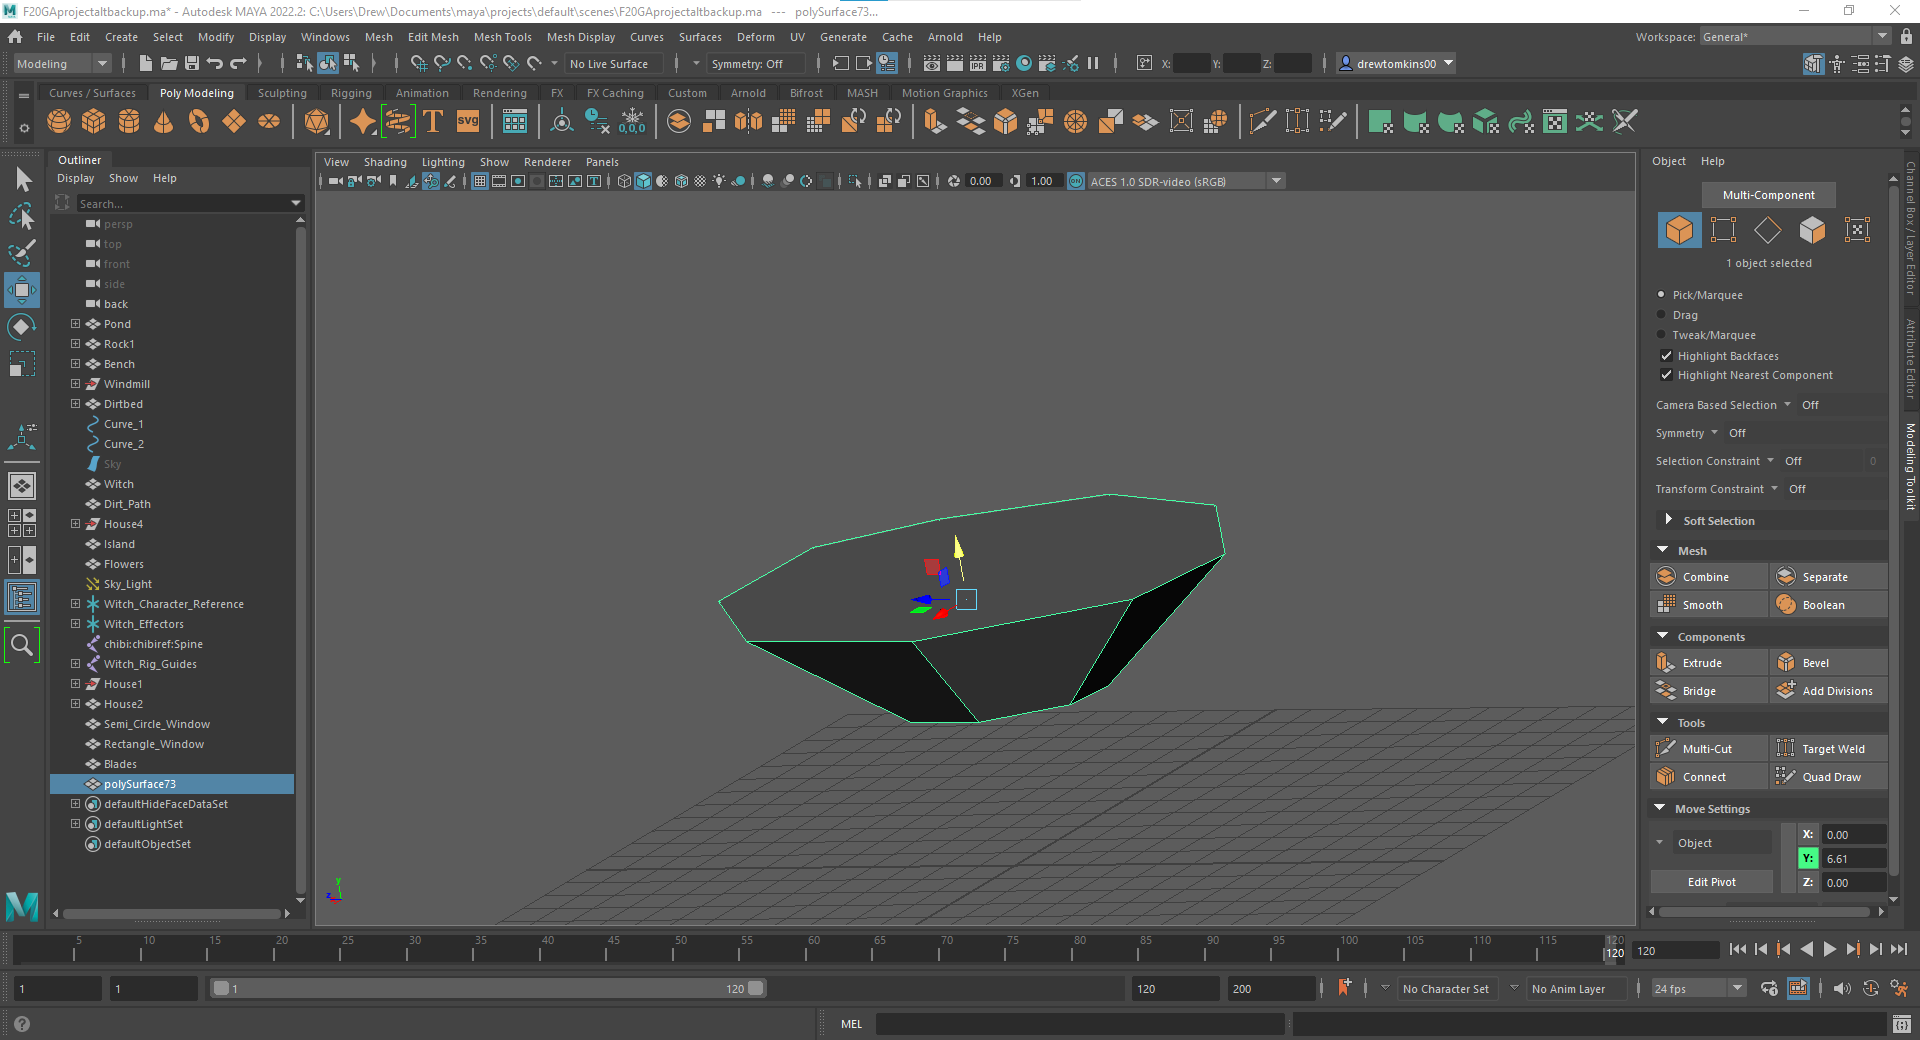 F20GAprojectaltbackup.ma* - Autodesk MAYA 2022.2: C:\Users\Drew\Documents\maya\projects\default\scenes\F20GAprojectaltbackup.ma --- polySurface73...
File Edit Create Select Modify Display Windows Mesh Edit Mesh Mesh Tools Mesh Display Curves Surfaces Deform UV Generate Cache Arnold Help
Workspace: General*
Modeling No Live Surface Symmetry: Off X: Y: Z: drewtomkins00
Curves / Surfaces Poly Modeling Sculpting Rigging Animation Rendering FX FX Caching Custom Arnold Bifrost MASH Motion Graphics XGen
Outliner
Display Show Help
Search...
persp
top
front
side
back
Pond
Rock1
Bench
Windmill
Dirtbed
Curve_1
Curve_2
Sky
Witch
Dirt_Path
House4
Island
Flowers
Sky_Light
Witch_Character_Reference
Witch_Effectors
chibi:chibiref:Spine
Witch_Rig_Guides
House1
House2
Semi_Circle_Window
Rectangle_Window
Blades
polySurface73
defaultHideFaceDataSet
defaultLightSet
defaultObjectSet
View Shading Lighting Show Renderer Panels
0.00 1.00 ACES 1.0 SDR-video (sRGB)
Object Help
Multi-Component
1 object selected
Pick/Marquee
Drag
Tweak/Marquee
Highlight Backfaces
Highlight Nearest Component
Camera Based Selection Off
Symmetry Off
Selection Constraint Off 0
Transform Constraint Off
Soft Selection
Mesh
Combine Separate
Smooth Boolean
Components
Extrude Bevel
Bridge Add Divisions
Tools
Multi-Cut Target Weld
Connect Quad Draw
Move Settings
Object X: 0.00
Y: 6.61
Edit Pivot Z: 0.00
Channel Box / Layer Editor
Attribute Editor
Modeling Toolkit
5 10 15 20 25 30 35 40 45 50 55 60 65 70 75 80 85 90 95 100 105 110 115 120
120 120
1 1 1 120 120 200 No Character Set No Anim Layer 24 fps
MEL